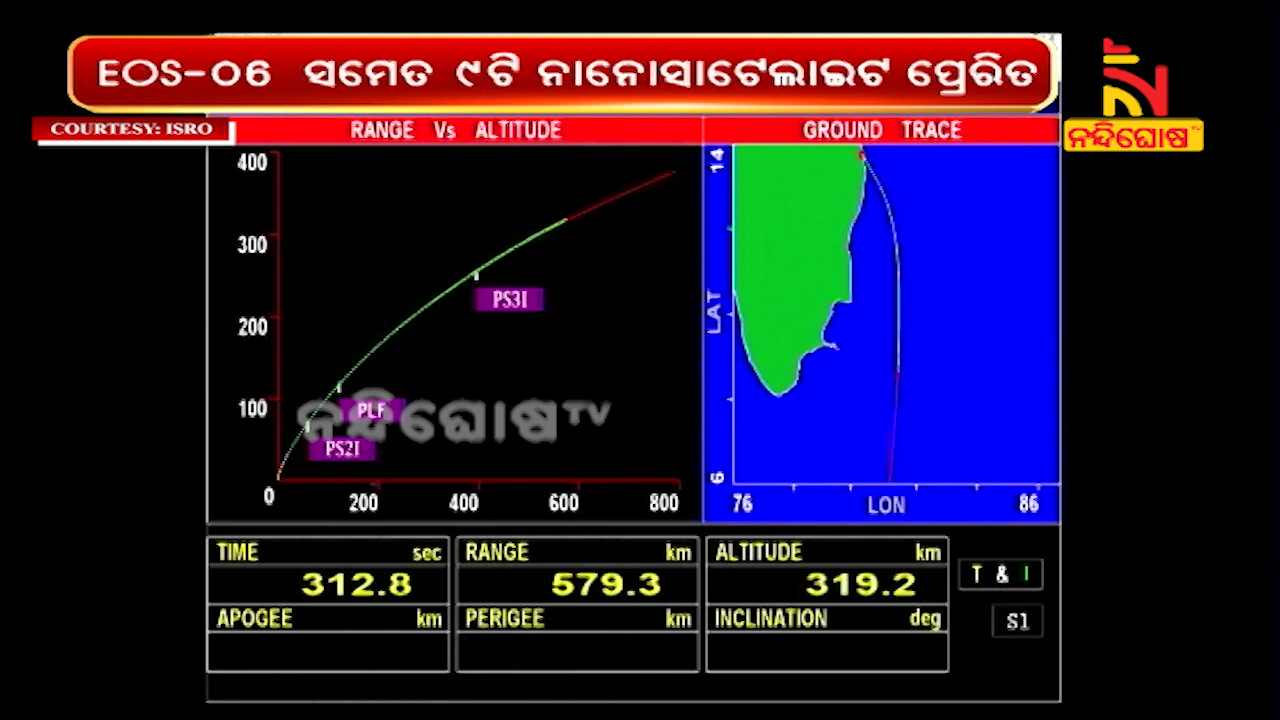 EOS-06 ସମେତ ୯ଟି ନାନୋସାଟେଲାଇଟ ପ୍ରେରିତ
COURTESY: ISRO
ନନ୍ଦିଘୋଷ TV
RANGE Vs ALTITUDE
GROUND TRACE
400
300
200
100
0
200
400
600
800
PS3I
PLF
PS2I
ନନ୍ଦିଘୋଷTV
14
LAT
6
76
LON
86
TIME sec
312.8
RANGE km
579.3
ALTITUDE km
319.2
T & I
APOGEE km
PERIGEE km
INCLINATION deg
S1